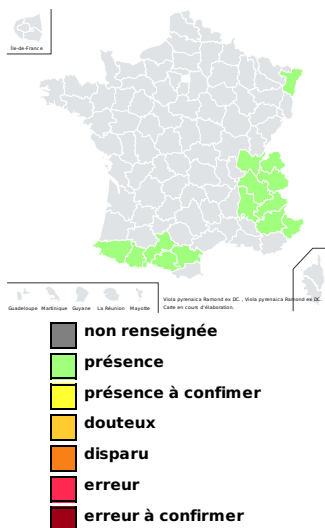 Île-de-France
Guadeloupe Martinique Guyane La Réunion Mayotte
Viola pyrenaica Ramond ex DC. , Viola pyrenaica Ramond ex DC.
Carte en cours d'élaboration.
non renseignée
présence
présence à confimer
douteux
disparu
erreur
erreur à confirmer